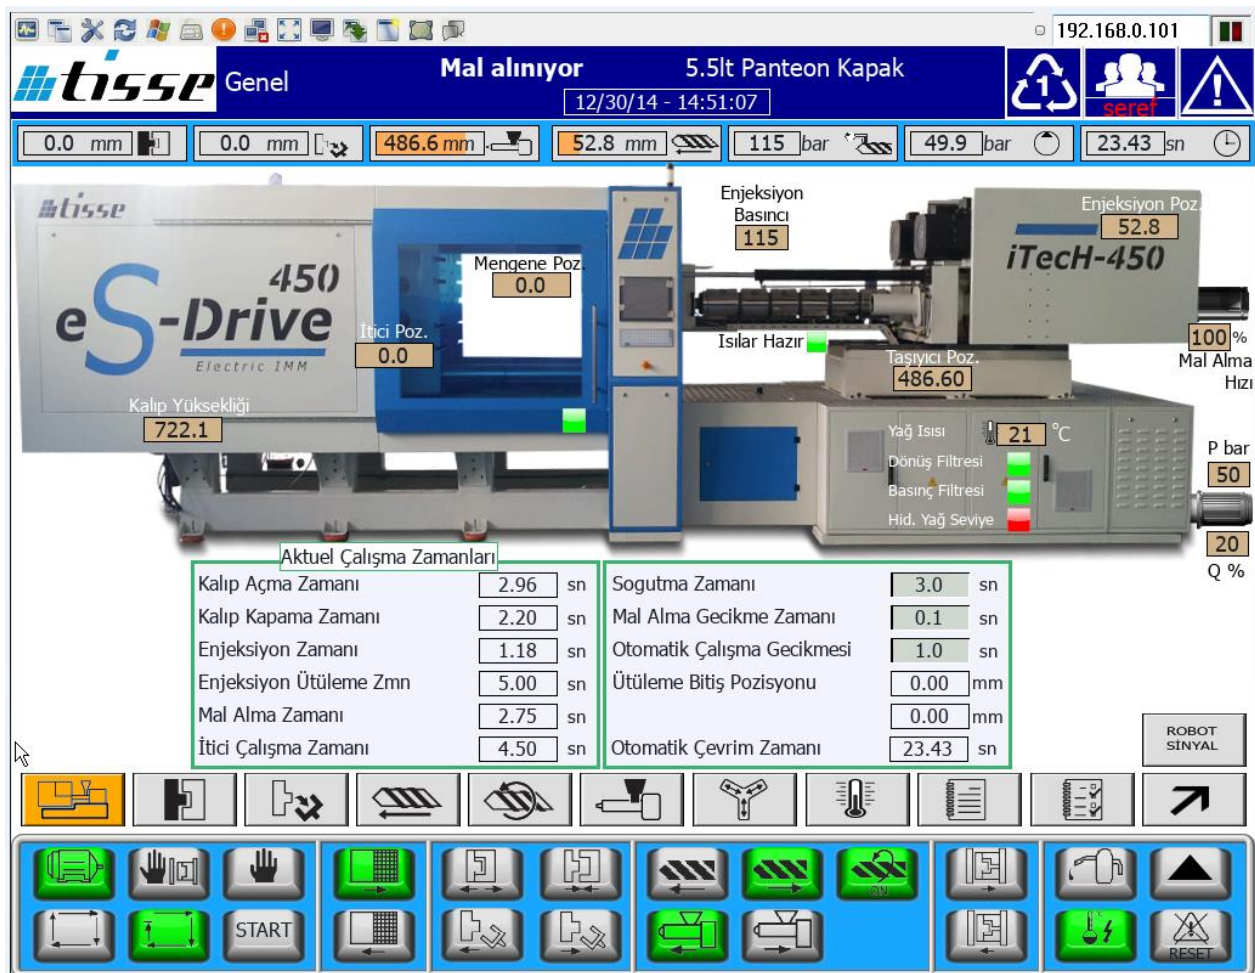 192.168.0.101
tisse
Genel
Mal alınıyor
5.5lt Panteon Kapak
12/30/14 - 14:51:07
1
seref
0.0 mm
0.0 mm
486.6 mm
52.8 mm
115 bar
49.9 bar
23.43 sn
tisse
450
eS-Drive
Electric IMM
Mengene Poz.
0.0
İtici Poz.
0.0
Kalıp Yüksekliği
722.1
Enjeksiyon
Basıncı
115
Enjeksiyon Poz.
52.8
iTecH-450
Isılar Hazır
Taşıyıcı Poz.
486.60
100 %
Mal Alma
Hızı
Yağ Isısı 21 °C
Dönüş Filtresi
Basınç Filtresi
Hid. Yağ Seviye
P bar
50
20
Q %
Aktuel Çalışma Zamanları
Kalıp Açma Zamanı 2.96 sn
Kalıp Kapama Zamanı 2.20 sn
Enjeksiyon Zamanı 1.18 sn
Enjeksiyon Ütüleme Zmn 5.00 sn
Mal Alma Zamanı 2.75 sn
İtici Çalışma Zamanı 4.50 sn
Sogutma Zamanı 3.0 sn
Mal Alma Gecikme Zamanı 0.1 sn
Otomatik Çalışma Gecikmesi 1.0 sn
Ütüleme Bitiş Pozisyonu 0.00 mm
0.00 mm
Otomatik Çevrim Zamanı 23.43 sn
ROBOT
SİNYAL
ON
START
°C
RESET